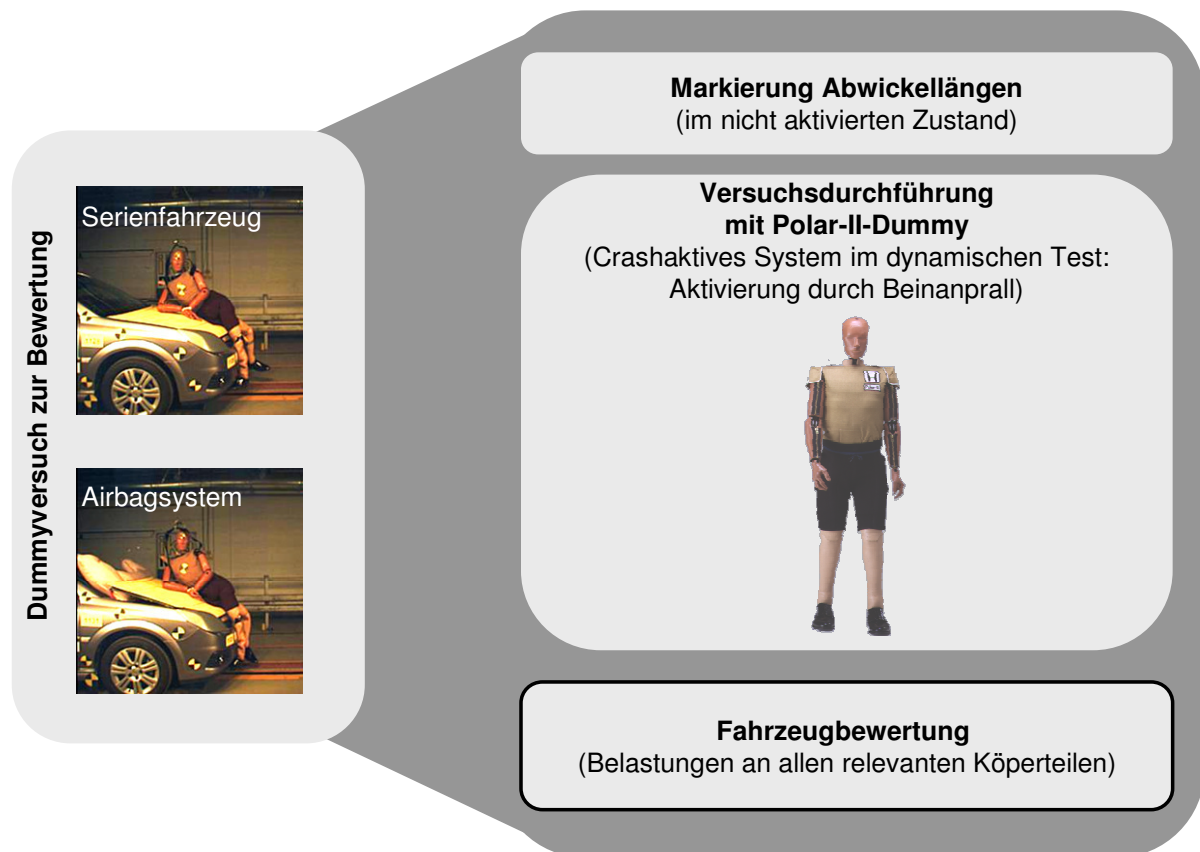 Dummyversuch zur Bewertung
Serienfahrzeug
Airbagsystem
Markierung Abwickellängen
(im nicht aktivierten Zustand)
Versuchsdurchführung
mit Polar-II-Dummy
(Crashaktives System im dynamischen Test:
Aktivierung durch Beinanprall)
Fahrzeugbewertung
(Belastungen an allen relevanten Köperteilen)